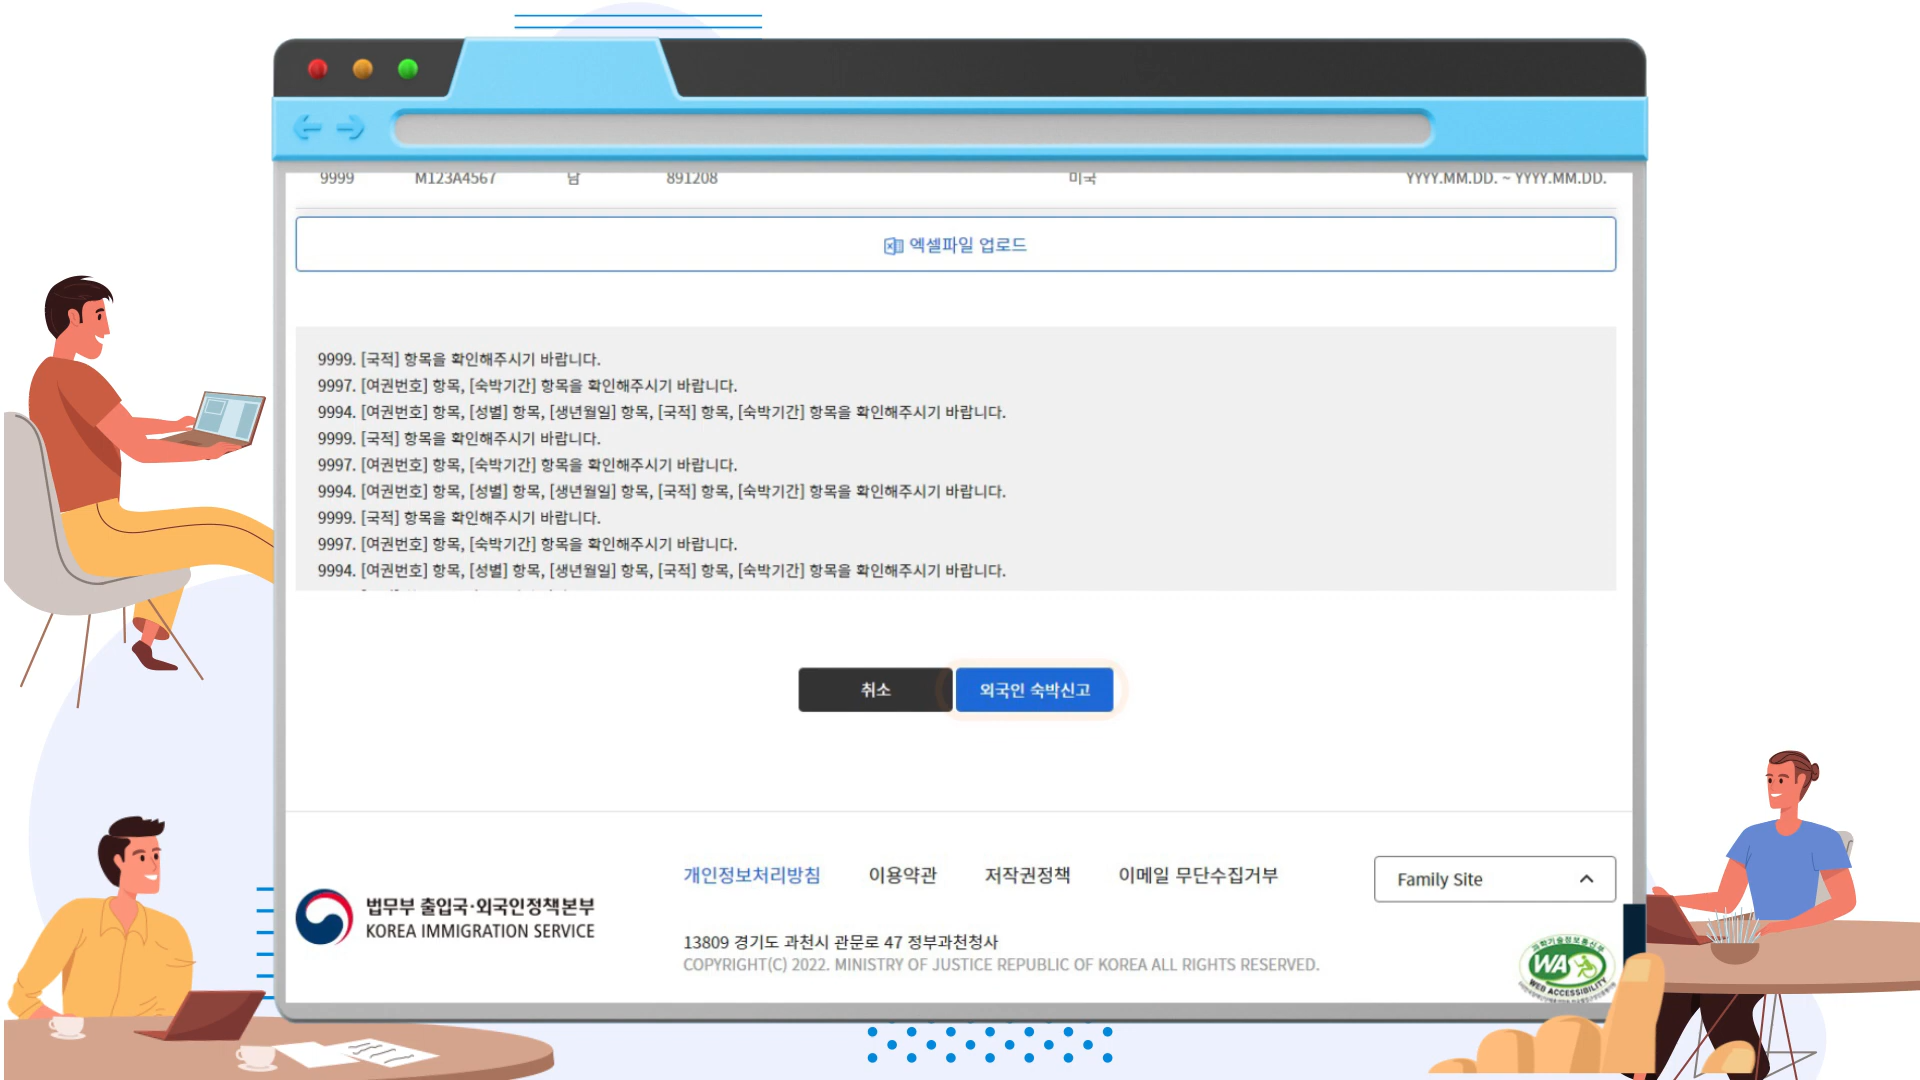 9999 M123A4567 남 891208 미국 YYYY.MM.DD. ~ YYYY.MM.DD.
엑셀파일 업로드
9999. [국적] 항목을 확인해주시기 바랍니다.
9997. [여권번호] 항목, [숙박기간] 항목을 확인해주시기 바랍니다.
9994. [여권번호] 항목, [성별] 항목, [생년월일] 항목, [국적] 항목, [숙박기간] 항목을 확인해주시기 바랍니다.
9999. [국적] 항목을 확인해주시기 바랍니다.
9997. [여권번호] 항목, [숙박기간] 항목을 확인해주시기 바랍니다.
9994. [여권번호] 항목, [성별] 항목, [생년월일] 항목, [국적] 항목, [숙박기간] 항목을 확인해주시기 바랍니다.
9999. [국적] 항목을 확인해주시기 바랍니다.
9997. [여권번호] 항목, [숙박기간] 항목을 확인해주시기 바랍니다.
9994. [여권번호] 항목, [성별] 항목, [생년월일] 항목, [국적] 항목, [숙박기간] 항목을 확인해주시기 바랍니다.
취소 외국인 숙박신고
개인정보처리방침 이용약관 저작권정책 이메일 무단수집거부
Family Site
법무부 출입국·외국인정책본부
KOREA IMMIGRATION SERVICE
13809 경기도 과천시 관문로 47 정부과천청사
COPYRIGHT(C) 2022. MINISTRY OF JUSTICE REPUBLIC OF KOREA ALL RIGHTS RESERVED.
과학기술정보통신부
WA
WEB ACCESSIBILITY